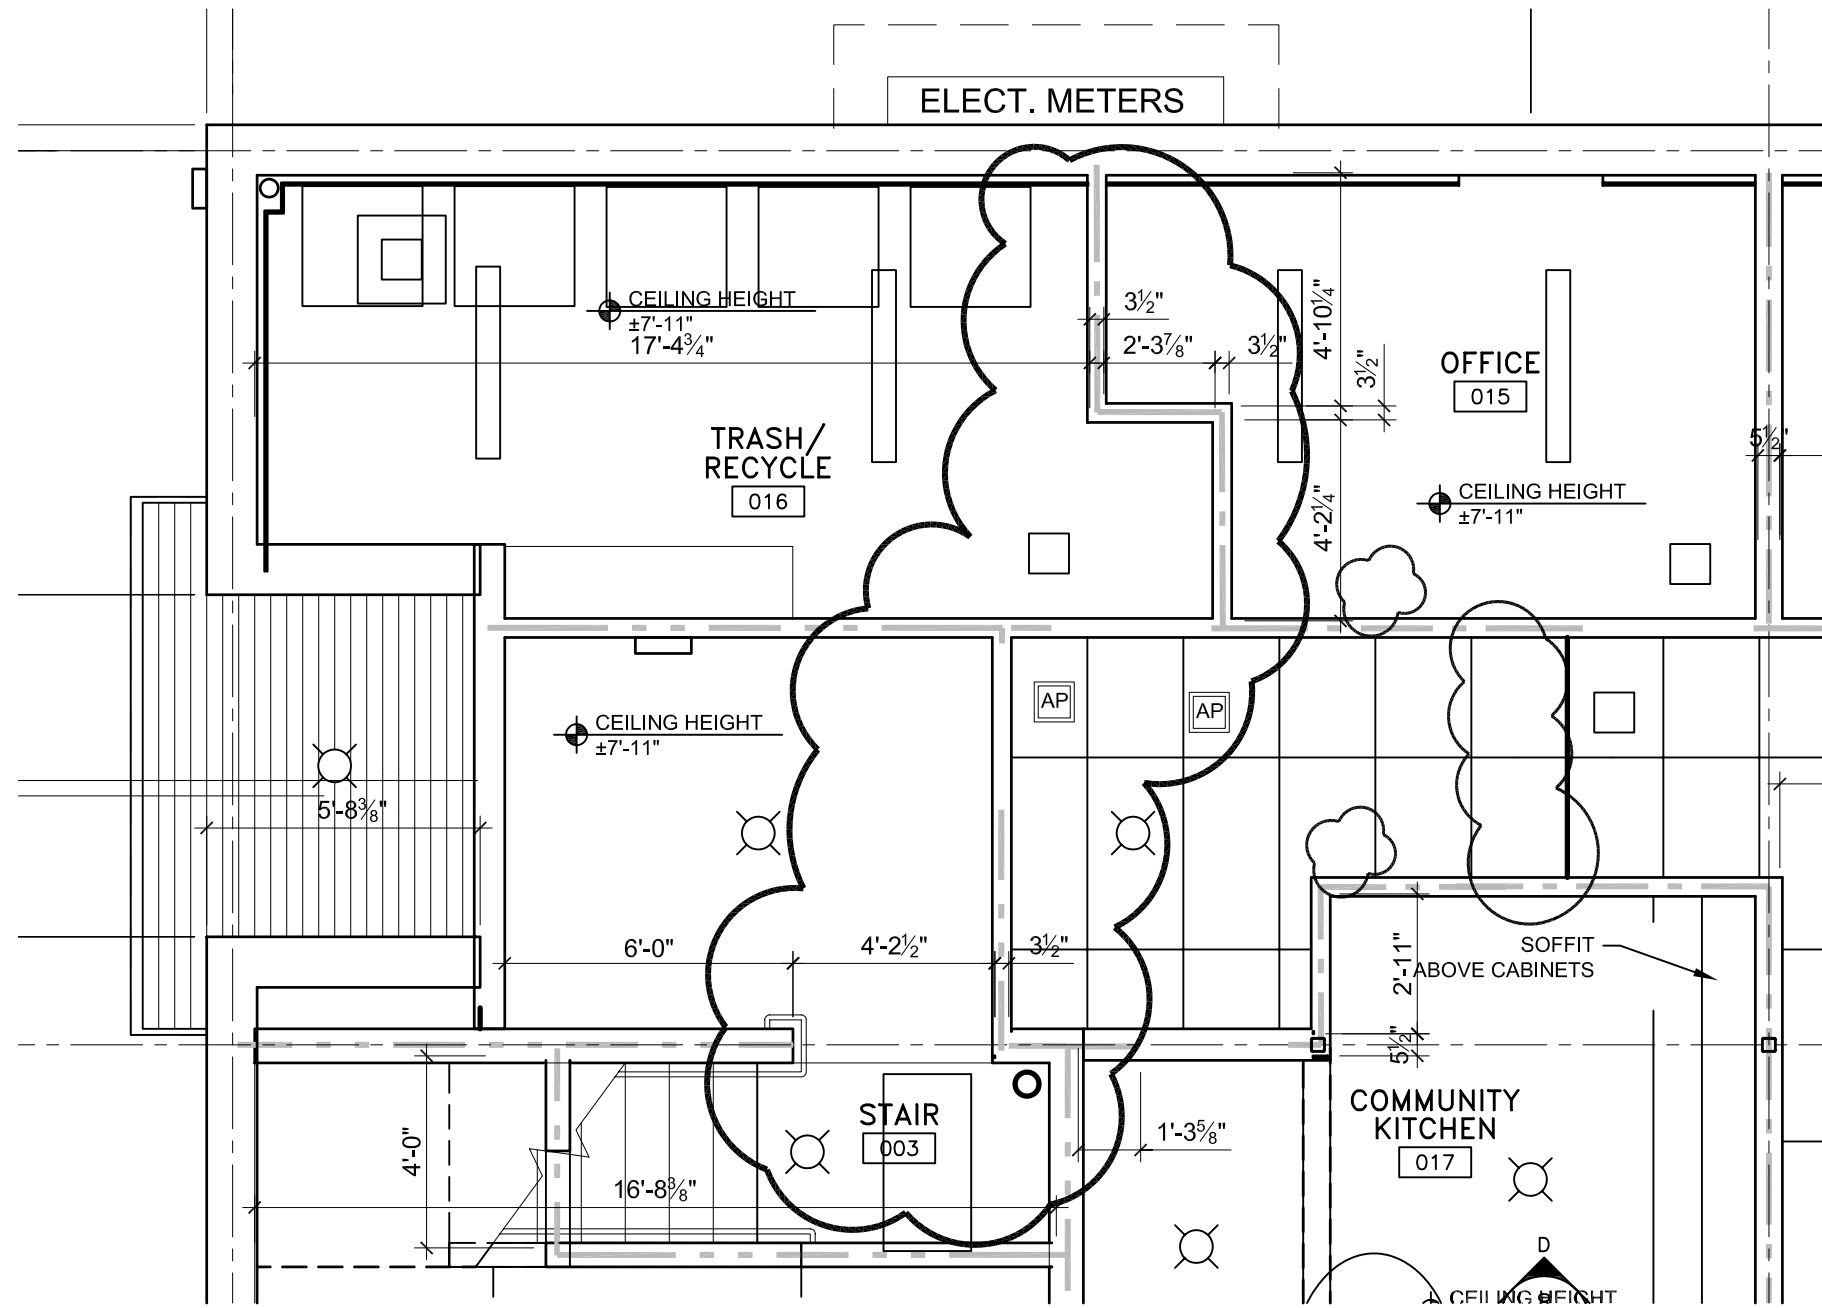 ELECT. METERS
CEILING HEIGHT
±7'-11"
17'-4¾"
3½"
2'-3⅞"
3½"
4'-10¼"
3½"
OFFICE
015
TRASH/
RECYCLE
016
5½"
CEILING HEIGHT
±7'-11"
4'-2¼"
AP
AP
CEILING HEIGHT
±7'-11"
5'-8⅜"
6'-0"
4'-2½"
3½"
2'-11"
SOFFIT
ABOVE CABINETS
5½"
STAIR
003
COMMUNITY
KITCHEN
017
4'-0"
1'-3⅝"
16'-8⅜"
D
CEILING HEIGHT